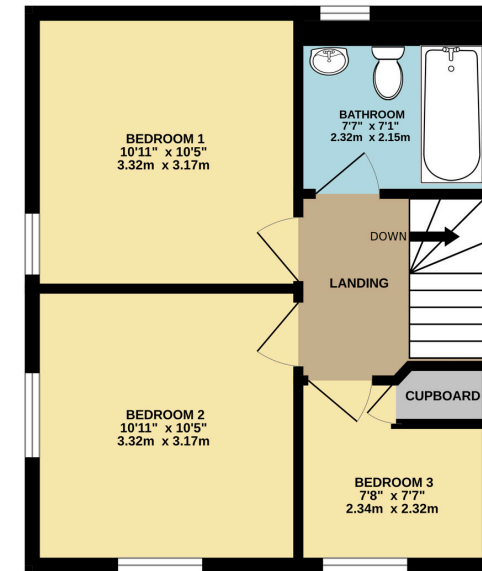 BEDROOM 1
10'11" x 10'5"
3.32m x 3.17m
BATHROOM
7'7" x 7'1"
2.32m x 2.15m
DOWN
LANDING
BEDROOM 2
10'11" x 10'5"
3.32m x 3.17m
CUPBOARD
BEDROOM 3
7'8" x 7'7"
2.34m x 2.32m